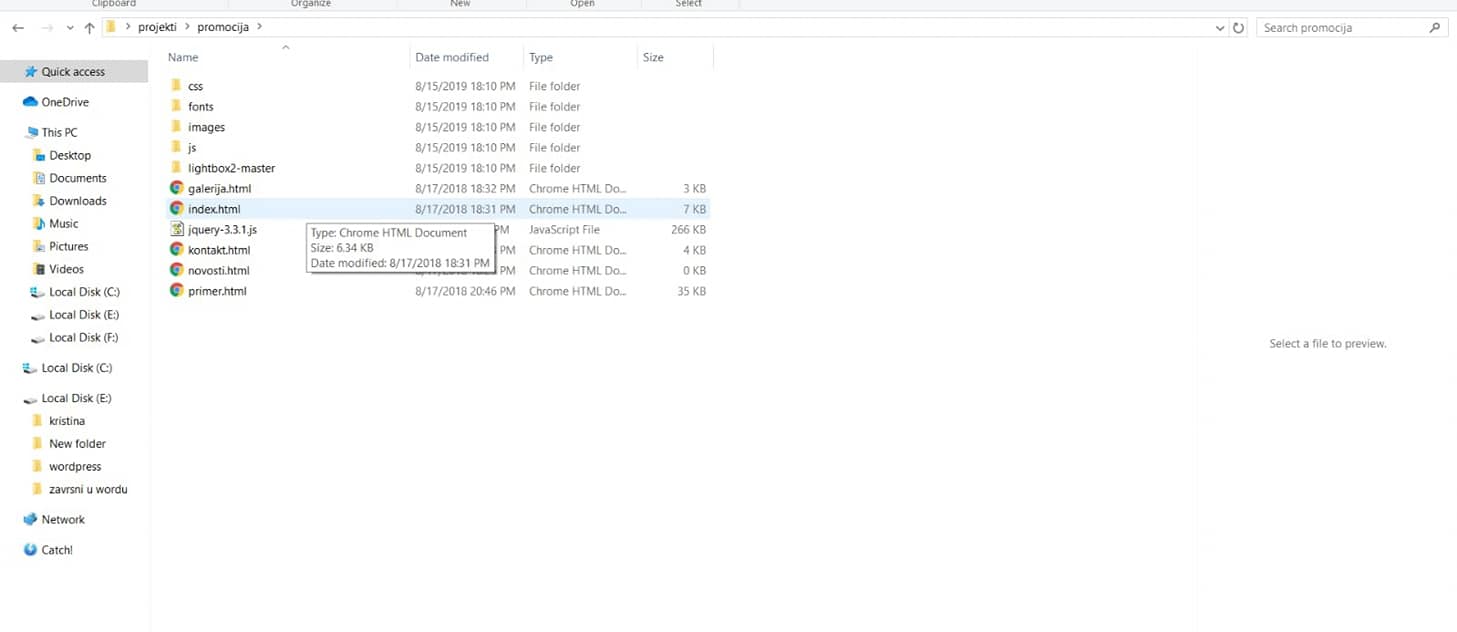 Clipboard Organize New Open Select
projekti promocija Search promocija
Name Date modified Type Size
Quick access
OneDrive
This PC
Desktop
Documents
Downloads
Music
Pictures
Videos
Local Disk (C:)
Local Disk (E:)
Local Disk (F:)
Local Disk (C:)
Local Disk (E:)
kristina
New folder
wordpress
zavrsni u wordu
Network
Catch!
css 8/15/2019 18:10 PM File folder
fonts 8/15/2019 18:10 PM File folder
images 8/15/2019 18:10 PM File folder
js 8/15/2019 18:10 PM File folder
lightbox2-master 8/15/2019 18:10 PM File folder
galerija.html 8/17/2018 18:32 PM Chrome HTML Do... 3 KB
index.html 8/17/2018 18:31 PM Chrome HTML Do... 7 KB
jquery-3.3.1.js PM JavaScript File 266 KB
kontakt.html PM Chrome HTML Do... 4 KB
novosti.html PM Chrome HTML Do... 0 KB
primer.html 8/17/2018 20:46 PM Chrome HTML Do... 35 KB
Type: Chrome HTML Document
Size: 6.34 KB
Date modified: 8/17/2018 18:31 PM
Select a file to preview.